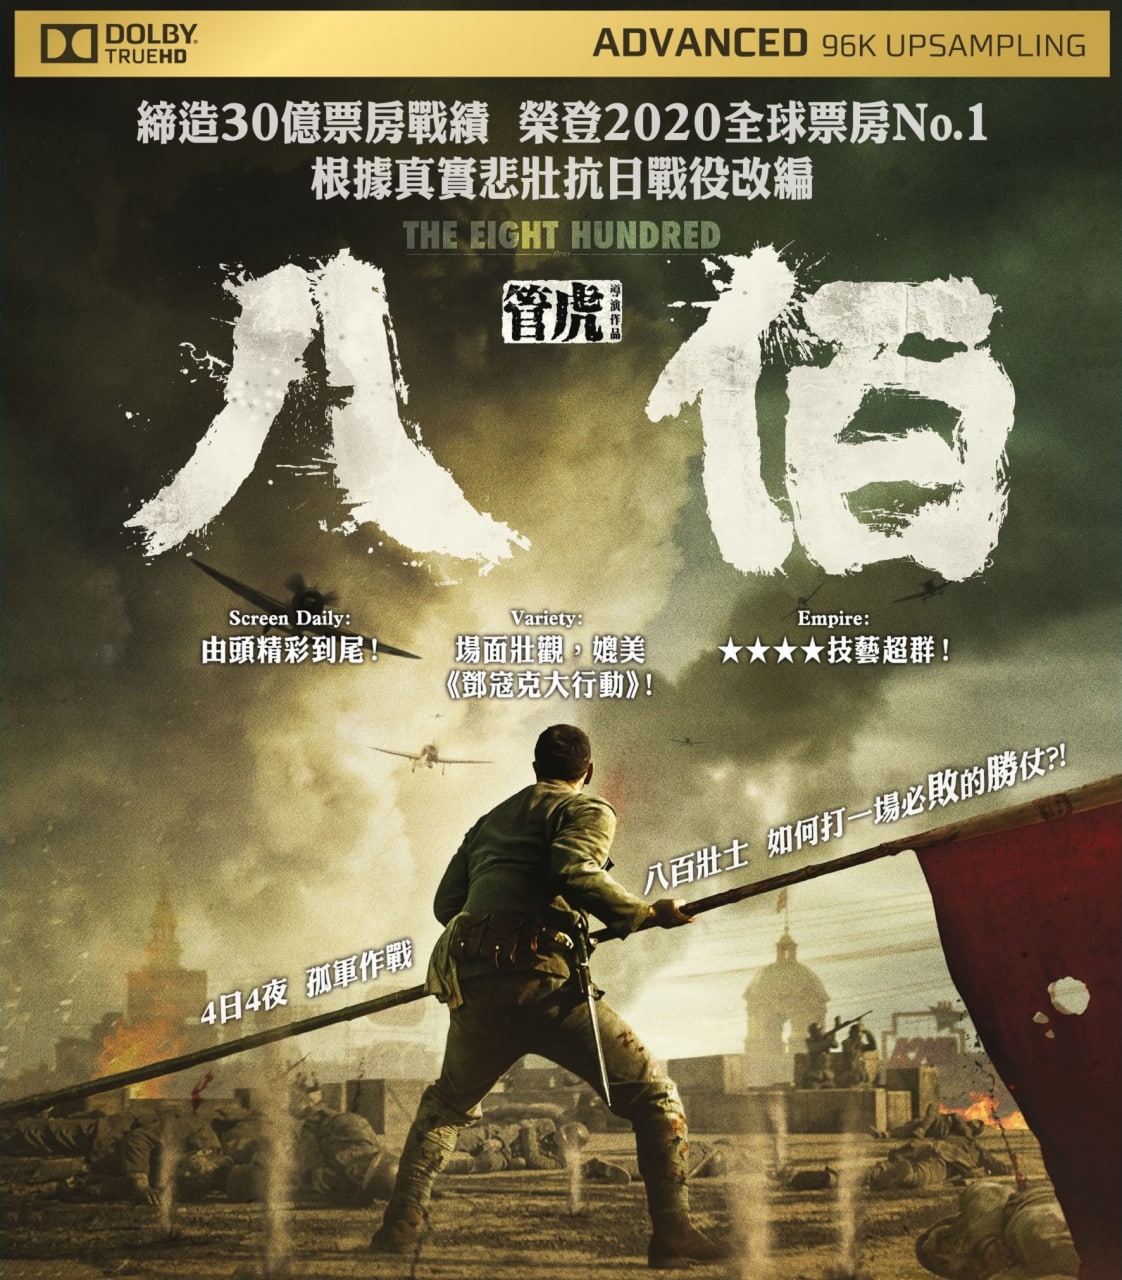 DOLBY
TRUEHD
ADVANCED 96K UPSAMPLING
締造30億票房戰績 榮登2020全球票房No.1
根據真實悲壯抗日戰役改編
THE EIGHT HUNDRED
八佰
管虎
導演作品
Screen Daily:
由頭精彩到尾！
Variety:
場面壯觀，媲美
《鄧寇克大行動》！
Empire:
★★★★技藝超群！
八百壯士 如何打一場必敗的勝仗?!
4日4夜 孤軍作戰